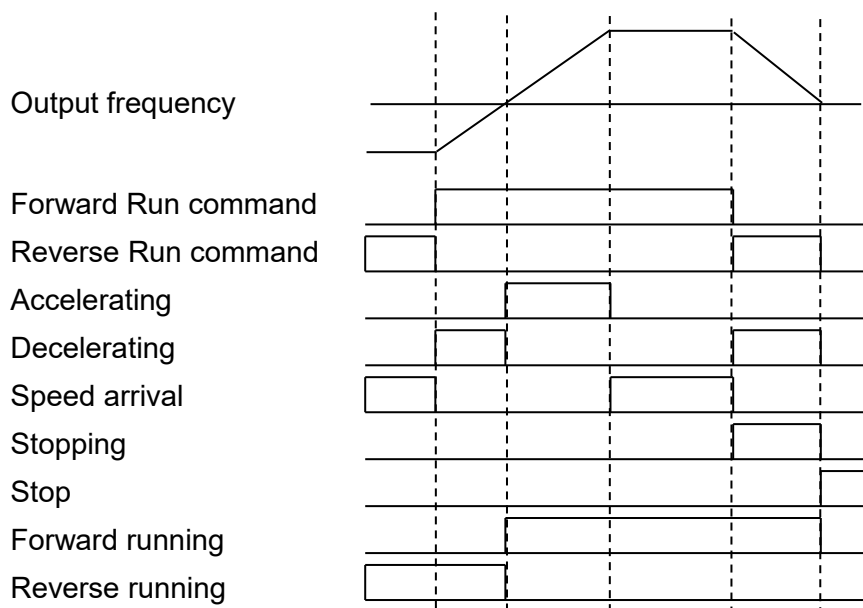 Output frequency
Forward Run command
Reverse Run command
Accelerating
Decelerating
Speed arrival
Stopping
Stop
Forward running
Reverse running